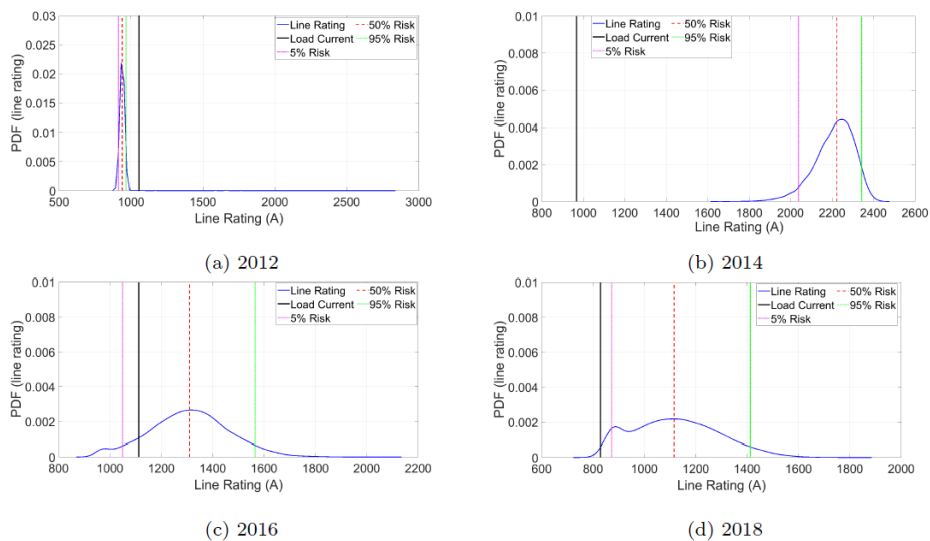 0.03
0.025
0.02
0.015
0.01
0.005
0
PDF (line rating)
Line Rating 50% Risk
Load Current 95% Risk
5% Risk
500 1000 1500 2000 2500 3000
Line Rating (A)
(a) 2012
0.01
0.008
0.006
0.004
0.002
0
PDF (line rating)
Line Rating 50% Risk
Load Current 95% Risk
5% Risk
800 1000 1200 1400 1600 1800 2000 2200 2400 2600
Line Rating (A)
(b) 2014
0.01
0.008
0.006
0.004
0.002
0
PDF (line rating)
Line Rating 50% Risk
Load Current 95% Risk
5% Risk
800 1000 1200 1400 1600 1800 2000 2200
Line Rating (A)
(c) 2016
0.01
0.008
0.006
0.004
0.002
0
PDF (line rating)
Line Rating 50% Risk
Load Current 95% Risk
5% Risk
600 800 1000 1200 1400 1600 1800 2000
Line Rating (A)
(d) 2018